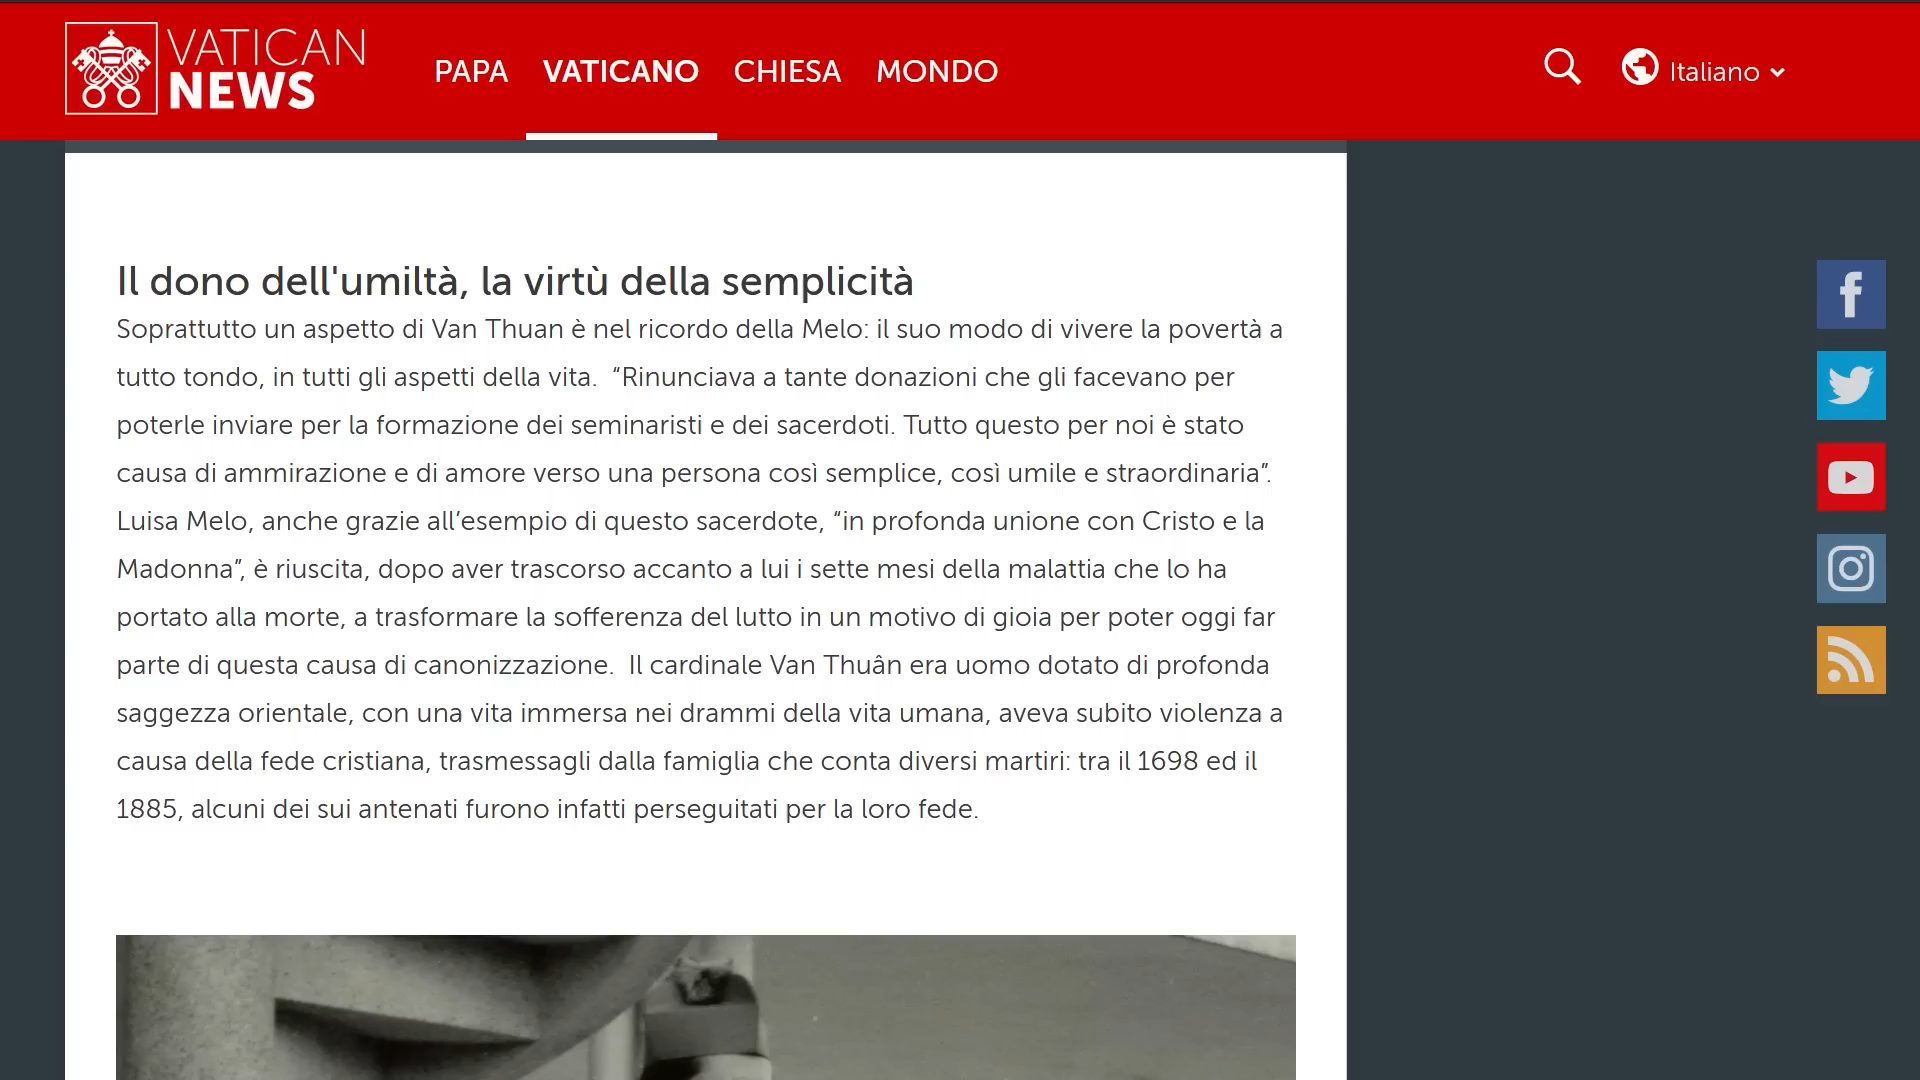 VATICAN
NEWS
PAPA VATICANO CHIESA MONDO
Italiano
Il dono dell'umiltà, la virtù della semplicità
Soprattutto un aspetto di Van Thuan è nel ricordo della Melo: il suo modo di vivere la povertà a
tutto tondo, in tutti gli aspetti della vita.  “Rinunciava a tante donazioni che gli facevano per
poterle inviare per la formazione dei seminaristi e dei sacerdoti. Tutto questo per noi è stato
causa di ammirazione e di amore verso una persona così semplice, così umile e straordinaria”.
Luisa Melo, anche grazie all’esempio di questo sacerdote, “in profonda unione con Cristo e la
Madonna”, è riuscita, dopo aver trascorso accanto a lui i sette mesi della malattia che lo ha
portato alla morte, a trasformare la sofferenza del lutto in un motivo di gioia per poter oggi far
parte di questa causa di canonizzazione.  Il cardinale Van Thuân era uomo dotato di profonda
saggezza orientale, con una vita immersa nei drammi della vita umana, aveva subito violenza a
causa della fede cristiana, trasmessagli dalla famiglia che conta diversi martiri: tra il 1698 ed il
1885, alcuni dei sui antenati furono infatti perseguitati per la loro fede.